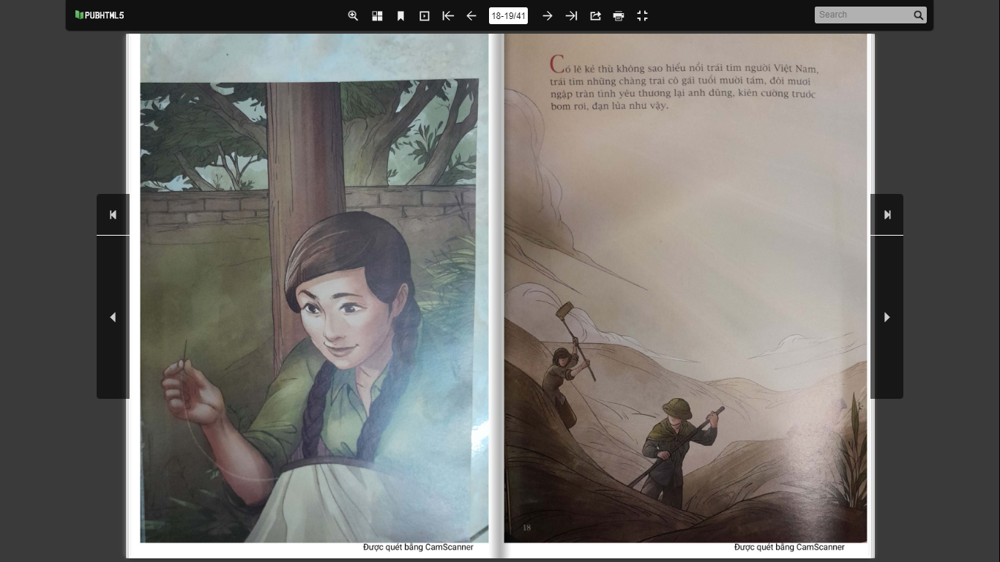 PUBHTML5
18-19/41
Search
Có lẽ kẻ thù không sao hiểu nổi trái tim người Việt Nam,
trái tim những chàng trai cô gái tuổi mười tám, đôi mươi
ngập tràn tình yêu thương lại anh dũng, kiên cường trước
bom rơi, đạn lửa như vậy.
18
Được quét bằng CamScanner
Được quét bằng CamScanner